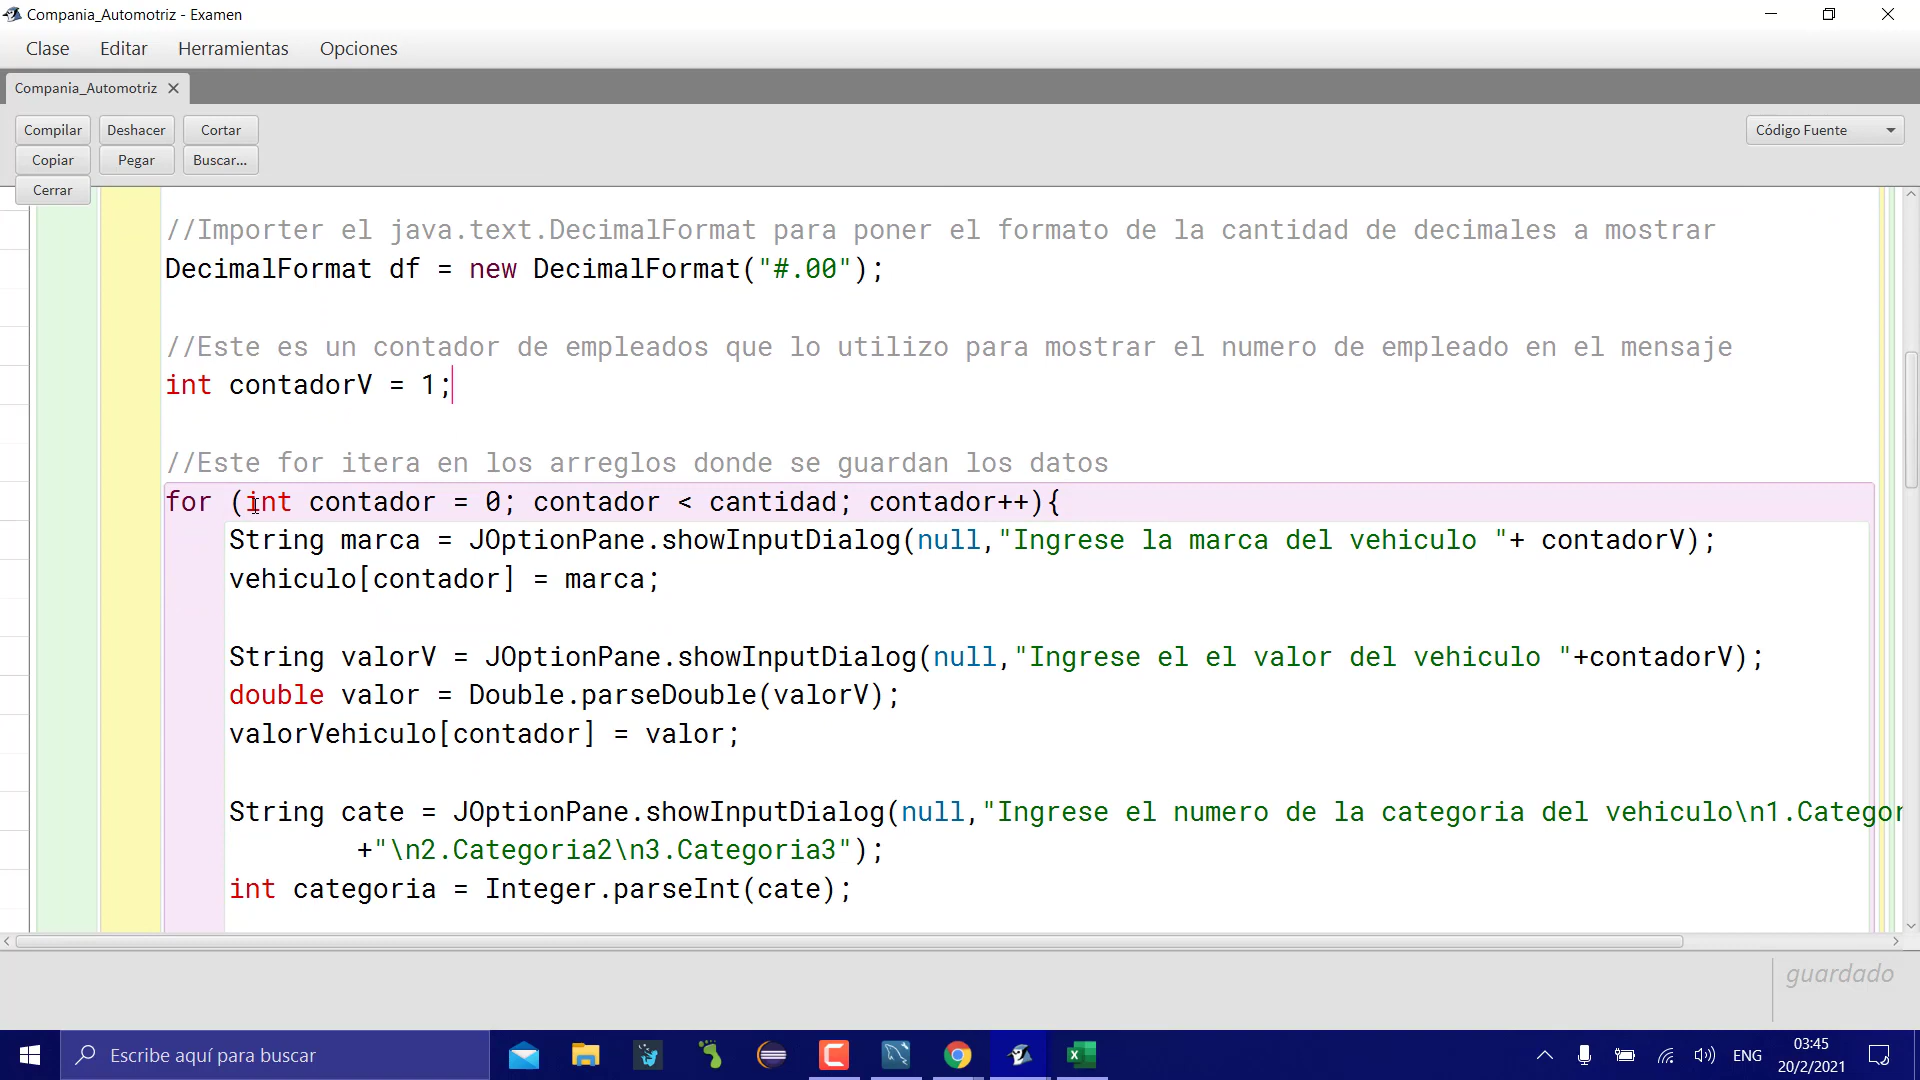 Compania_Automotriz - Examen
Clase Editar Herramientas Opciones
Compania_Automotriz
Compilar Deshacer Cortar
Código Fuente
Copiar Pegar Buscar...
Cerrar
//Importer el java.text.DecimalFormat para poner el formato de la cantidad de decimales a mostrar
DecimalFormat df = new DecimalFormat("#.00");
//Este es un contador de empleados que lo utilizo para mostrar el numero de empleado en el mensaje
int contadorV = 1;
//Este for itera en los arreglos donde se guardan los datos
for (int contador = 0; contador < cantidad; contador++){
String marca = JOptionPane.showInputDialog(null,"Ingrese la marca del vehiculo "+ contadorV);
vehiculo[contador] = marca;
String valorV = JOptionPane.showInputDialog(null,"Ingrese el el valor del vehiculo "+contadorV);
double valor = Double.parseDouble(valorV);
valorVehiculo[contador] = valor;
String cate = JOptionPane.showInputDialog(null,"Ingrese el numero de la categoria del vehiculo\n1.Categor
+"\n2.Categoria2\n3.Categoria3");
int categoria = Integer.parseInt(cate);
guardado
Escribe aquí para buscar
ENG
03:45
20/2/2021